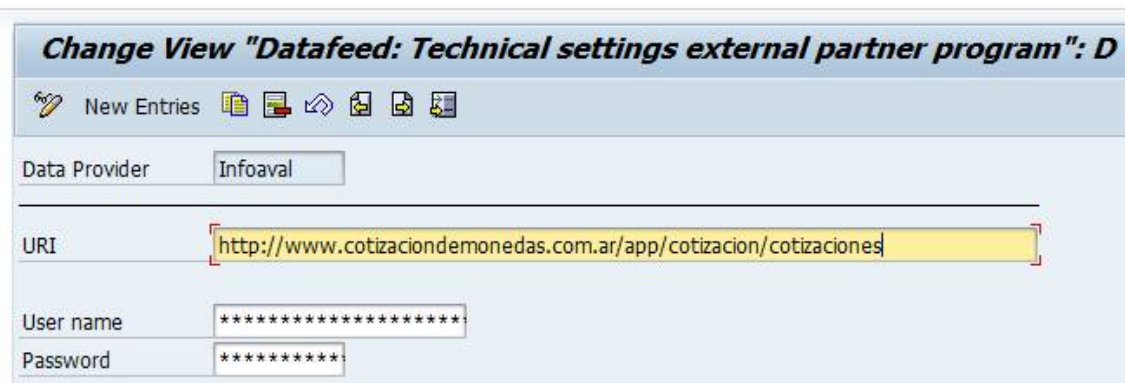 Change View "Datafeed: Technical settings external partner program": D
New Entries
Data Provider Infoaval
URI http://www.cotizaciondemonedas.com.ar/app/cotizacion/cotizaciones
User name *********************
Password ***********